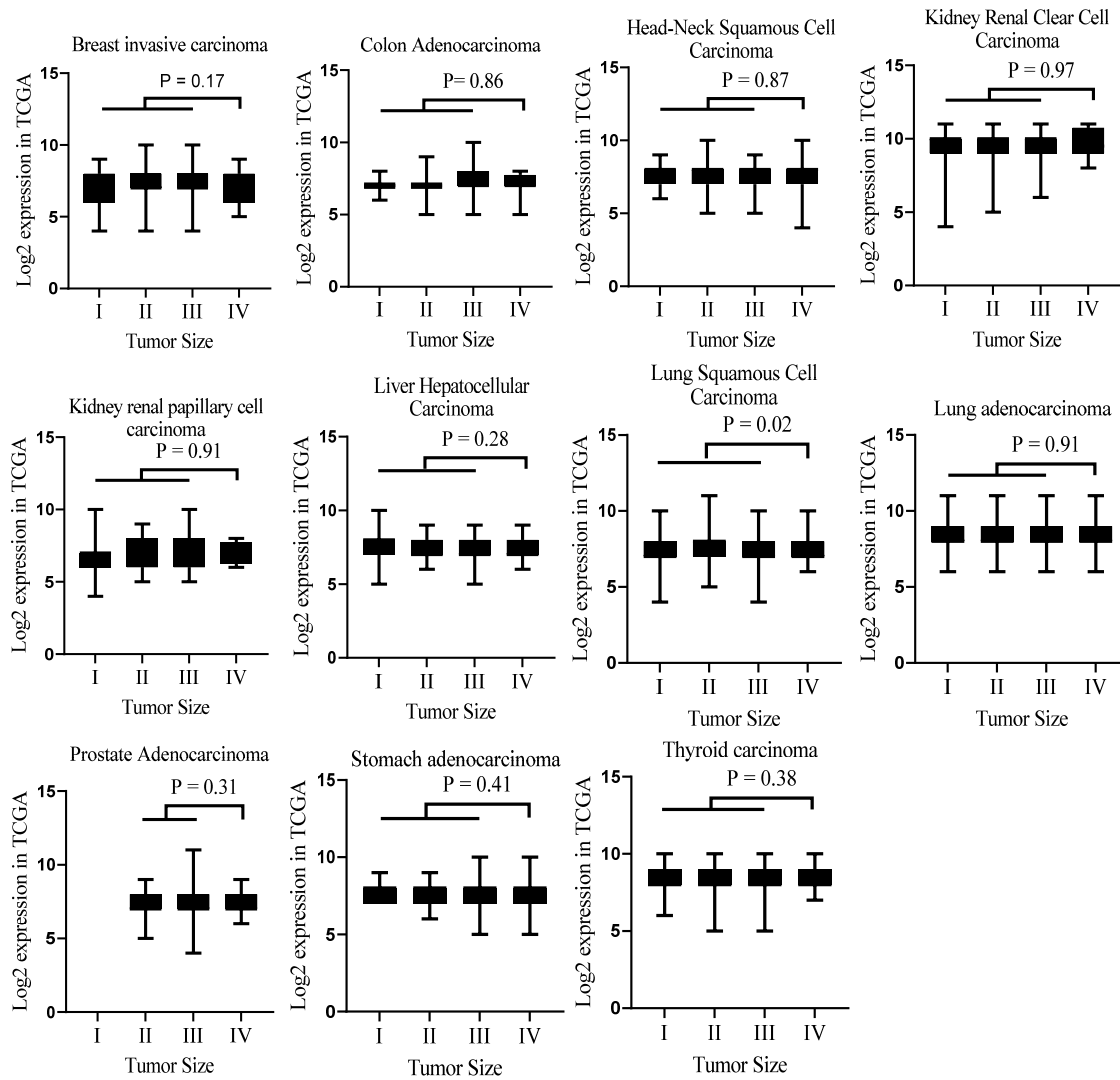 Breast invasive carcinoma
P = 0.17
Log2 expression in TCGA
15
10
5
0
I II III IV
Tumor Size
Colon Adenocarcinoma
P= 0.86
Log2 expression in TCGA
15
10
5
0
I II III IV
Tumor Size
Head-Neck Squamous Cell
Carcinoma
P = 0.87
Log2 expression in TCGA
15
10
5
0
I II III IV
Tumor Size
Kidney Renal Clear Cell
Carcinoma
P = 0.97
Log2 expression in TCGA
15
10
5
0
I II III IV
Tumor Size
Kidney renal papillary cell
carcinoma
P = 0.91
Log2 expression in TCGA
15
10
5
0
I II III IV
Tumor Size
Liver Hepatocellular
Carcinoma
P = 0.28
Log2 expression in TCGA
15
10
5
0
I II III IV
Tumor Size
Lung Squamous Cell
Carcinoma
P = 0.02
Log2 expression in TCGA
15
10
5
0
I II III IV
Tumor Size
Lung adenocarcinoma
P = 0.91
Log2 expression in TCGA
15
10
5
0
I II III IV
Tumor Size
Prostate Adenocarcinoma
P = 0.31
Log2 expression in TCGA
15
10
5
0
I II III IV
Tumor Size
Stomach adenocarcinoma
P = 0.41
Log2 expression in TCGA
15
10
5
0
I II III IV
Tumor Size
Thyroid carcinoma
P = 0.38
Log2 expression in TCGA
15
10
5
0
I II III IV
Tumor Size